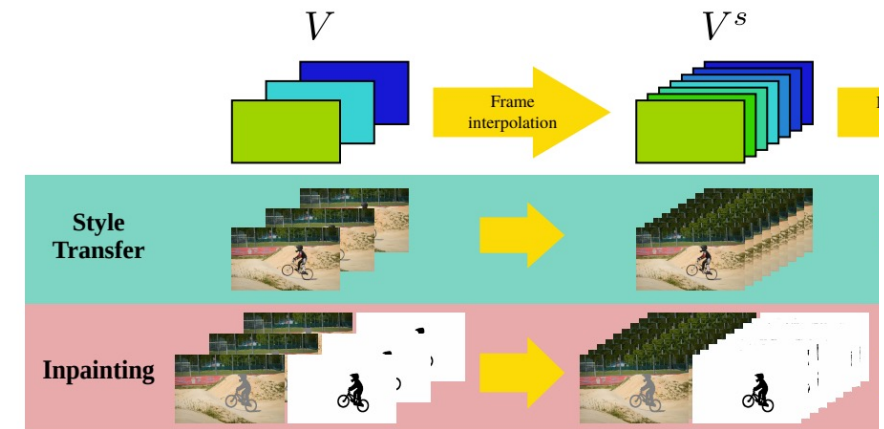 V
V^s
Frame
interpolation
Style
Transfer
Inpainting